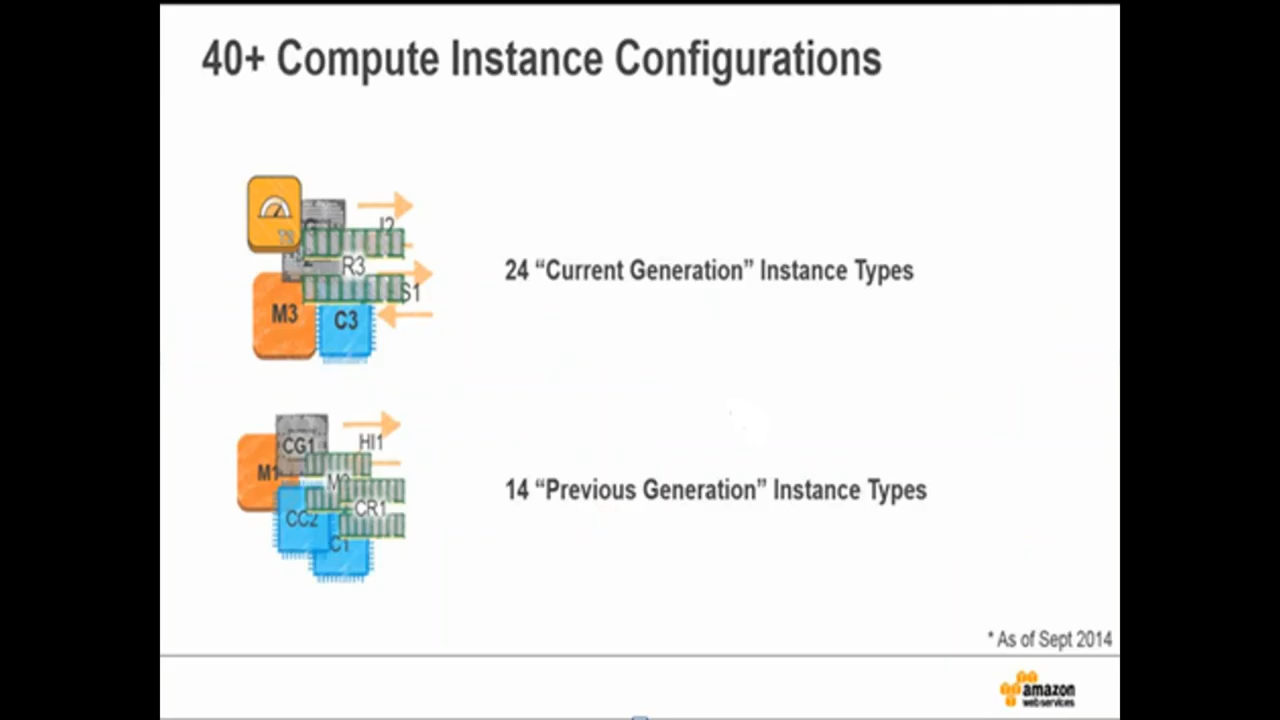 40+ Compute Instance Configurations
I2
R3
S1
M3
C3
24 “Current Generation” Instance Types
CG1
HI1
M1
CR1
CC2
C1
14 “Previous Generation” Instance Types
* As of Sept 2014
amazon
webservices